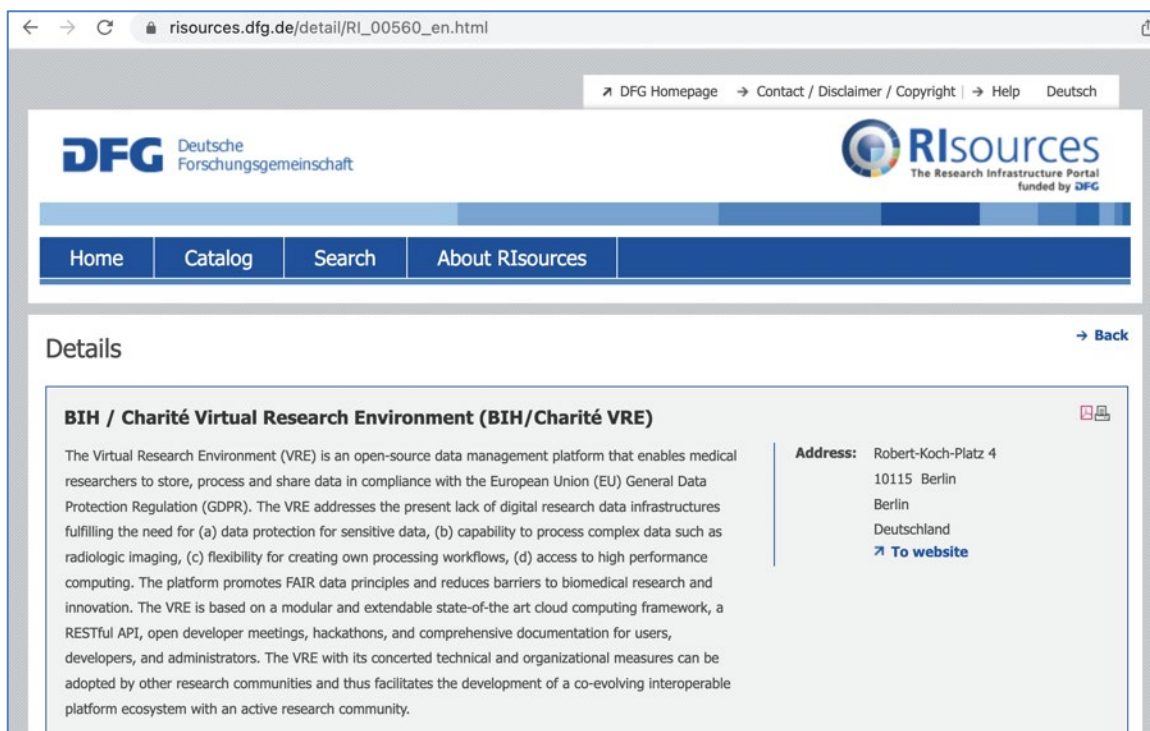 risources.dfg.de/detail/RI_00560_en.html
DFG Homepage Contact / Disclaimer / Copyright | Help Deutsch
DFG Deutsche
Forschungsgemeinschaft
RIsources
The Research Infrastructure Portal
funded by DFG
Home Catalog Search About RIsources
Back
Details
BIH / Charité Virtual Research Environment (BIH/Charité VRE)
The Virtual Research Environment (VRE) is an open-source data management platform that enables medical
researchers to store, process and share data in compliance with the European Union (EU) General Data
Protection Regulation (GDPR). The VRE addresses the present lack of digital research data infrastructures
fulfilling the need for (a) data protection for sensitive data, (b) capability to process complex data such as
radiologic imaging, (c) flexibility for creating own processing workflows, (d) access to high performance
computing. The platform promotes FAIR data principles and reduces barriers to biomedical research and
innovation. The VRE is based on a modular and extendable state-of-the art cloud computing framework, a
RESTful API, open developer meetings, hackathons, and comprehensive documentation for users,
developers, and administrators. The VRE with its concerted technical and organizational measures can be
adopted by other research communities and thus facilitates the development of a co-evolving interoperable
platform ecosystem with an active research community.
Address: Robert-Koch-Platz 4
10115 Berlin
Berlin
Deutschland
To website